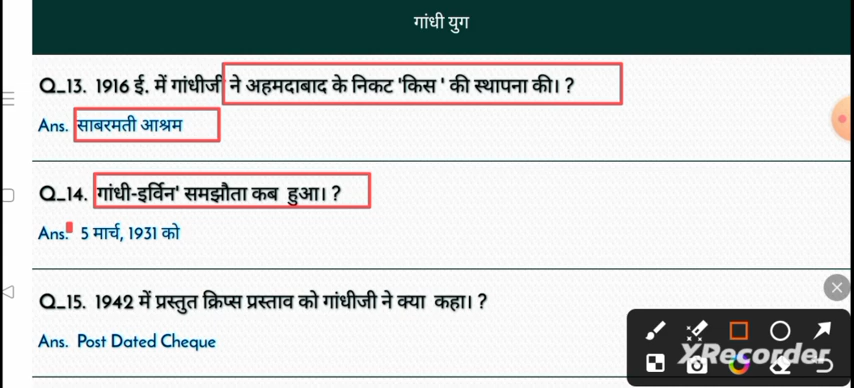 गांधी युग
Q_13. 1916 ई. में गांधीजी ने अहमदाबाद के निकट 'किस ' की स्थापना की। ?
Ans. साबरमती आश्रम
Q_14. गांधी-इर्विन' समझौता कब हुआ। ?
Ans. 5 मार्च, 1931 को
Q_15. 1942 में प्रस्तुत क्रिप्स प्रस्ताव को गांधीजी ने क्या कहा। ?
Ans. Post Dated Cheque
XRecorder